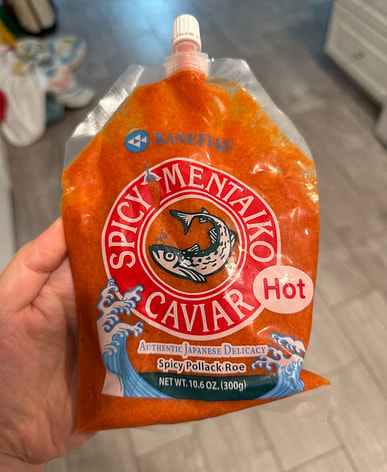 KANEFUKU
SPICY MENTAIKO
CAVIAR
Hot
AUTHENTIC JAPANESE DELICACY
Spicy Pollack Roe
NET WT. 10.6 OZ. (300g)